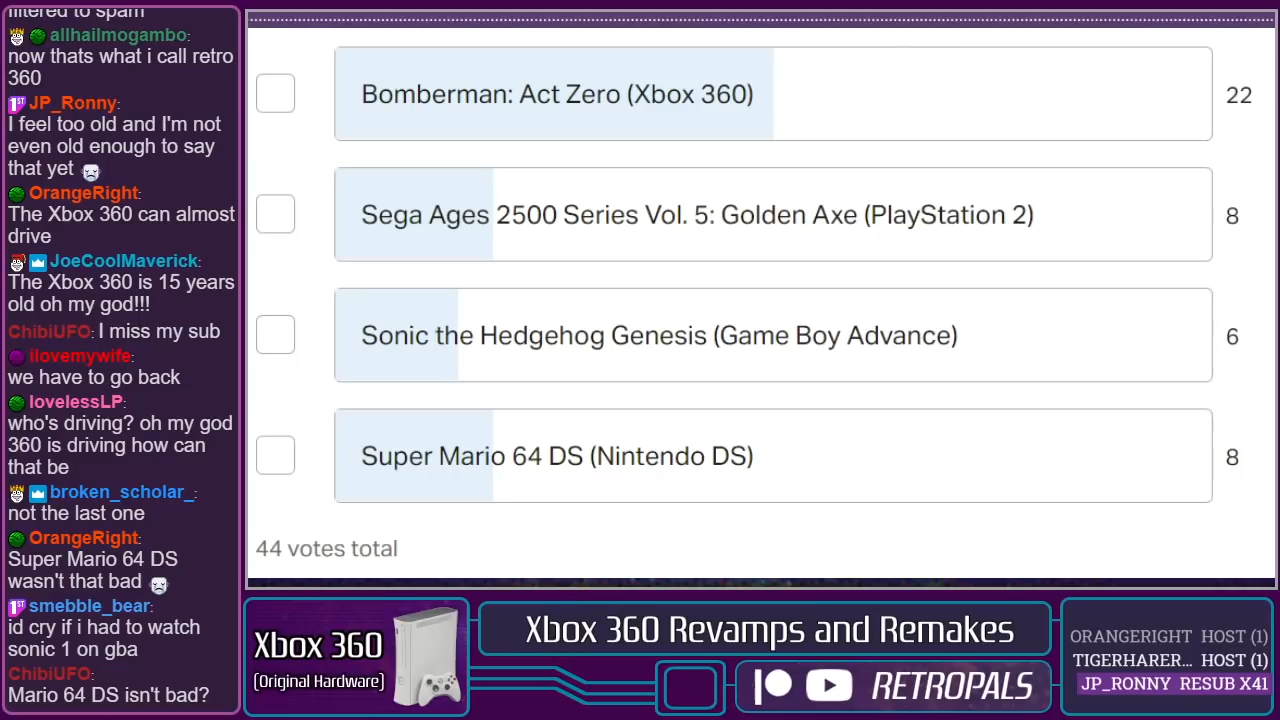 filtered to spam
allhailmogambo:
now thats what i call retro
360
1ST JP_Ronny:
I feel too old and I'm not
even old enough to say
that yet
OrangeRight:
The Xbox 360 can almost
drive
JoeCoolMaverick:
The Xbox 360 is 15 years
old oh my god!!!
ChibiUFO: I miss my sub
ilovemywife:
we have to go back
lovelessLP:
who's driving? oh my god
360 is driving how can
that be
broken_scholar_:
not the last one
OrangeRight:
Super Mario 64 DS
wasn't that bad
1ST smebble_bear:
id cry if i had to watch
sonic 1 on gba
ChibiUFO:
Mario 64 DS isn't bad?
Bomberman: Act Zero (Xbox 360) 22
Sega Ages 2500 Series Vol. 5: Golden Axe (PlayStation 2) 8
Sonic the Hedgehog Genesis (Game Boy Advance) 6
Super Mario 64 DS (Nintendo DS) 8
44 votes total
Xbox 360
(Original Hardware)
Xbox 360 Revamps and Remakes
RETROPALS
ORANGERIGHT HOST (1)
TIGERHARER... HOST (1)
JP_RONNY RESUB X41